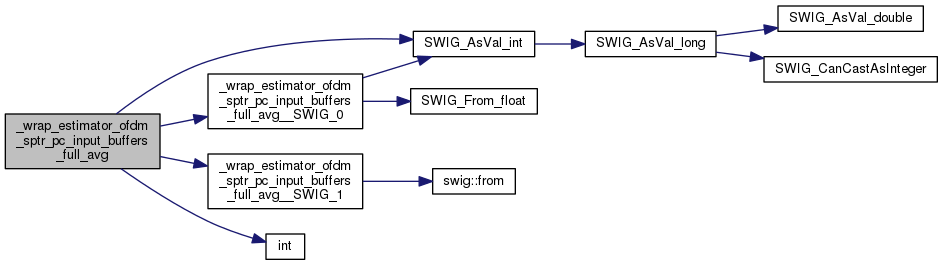 _wrap_estimator_ofdm
_sptr_pc_input_buffers
_full_avg
SWIG_AsVal_int
_wrap_estimator_ofdm
_sptr_pc_input_buffers
_full_avg__SWIG_0
SWIG_From_float
_wrap_estimator_ofdm
_sptr_pc_input_buffers
_full_avg__SWIG_1
swig::from
int
SWIG_AsVal_long
SWIG_AsVal_double
SWIG_CanCastAsInteger